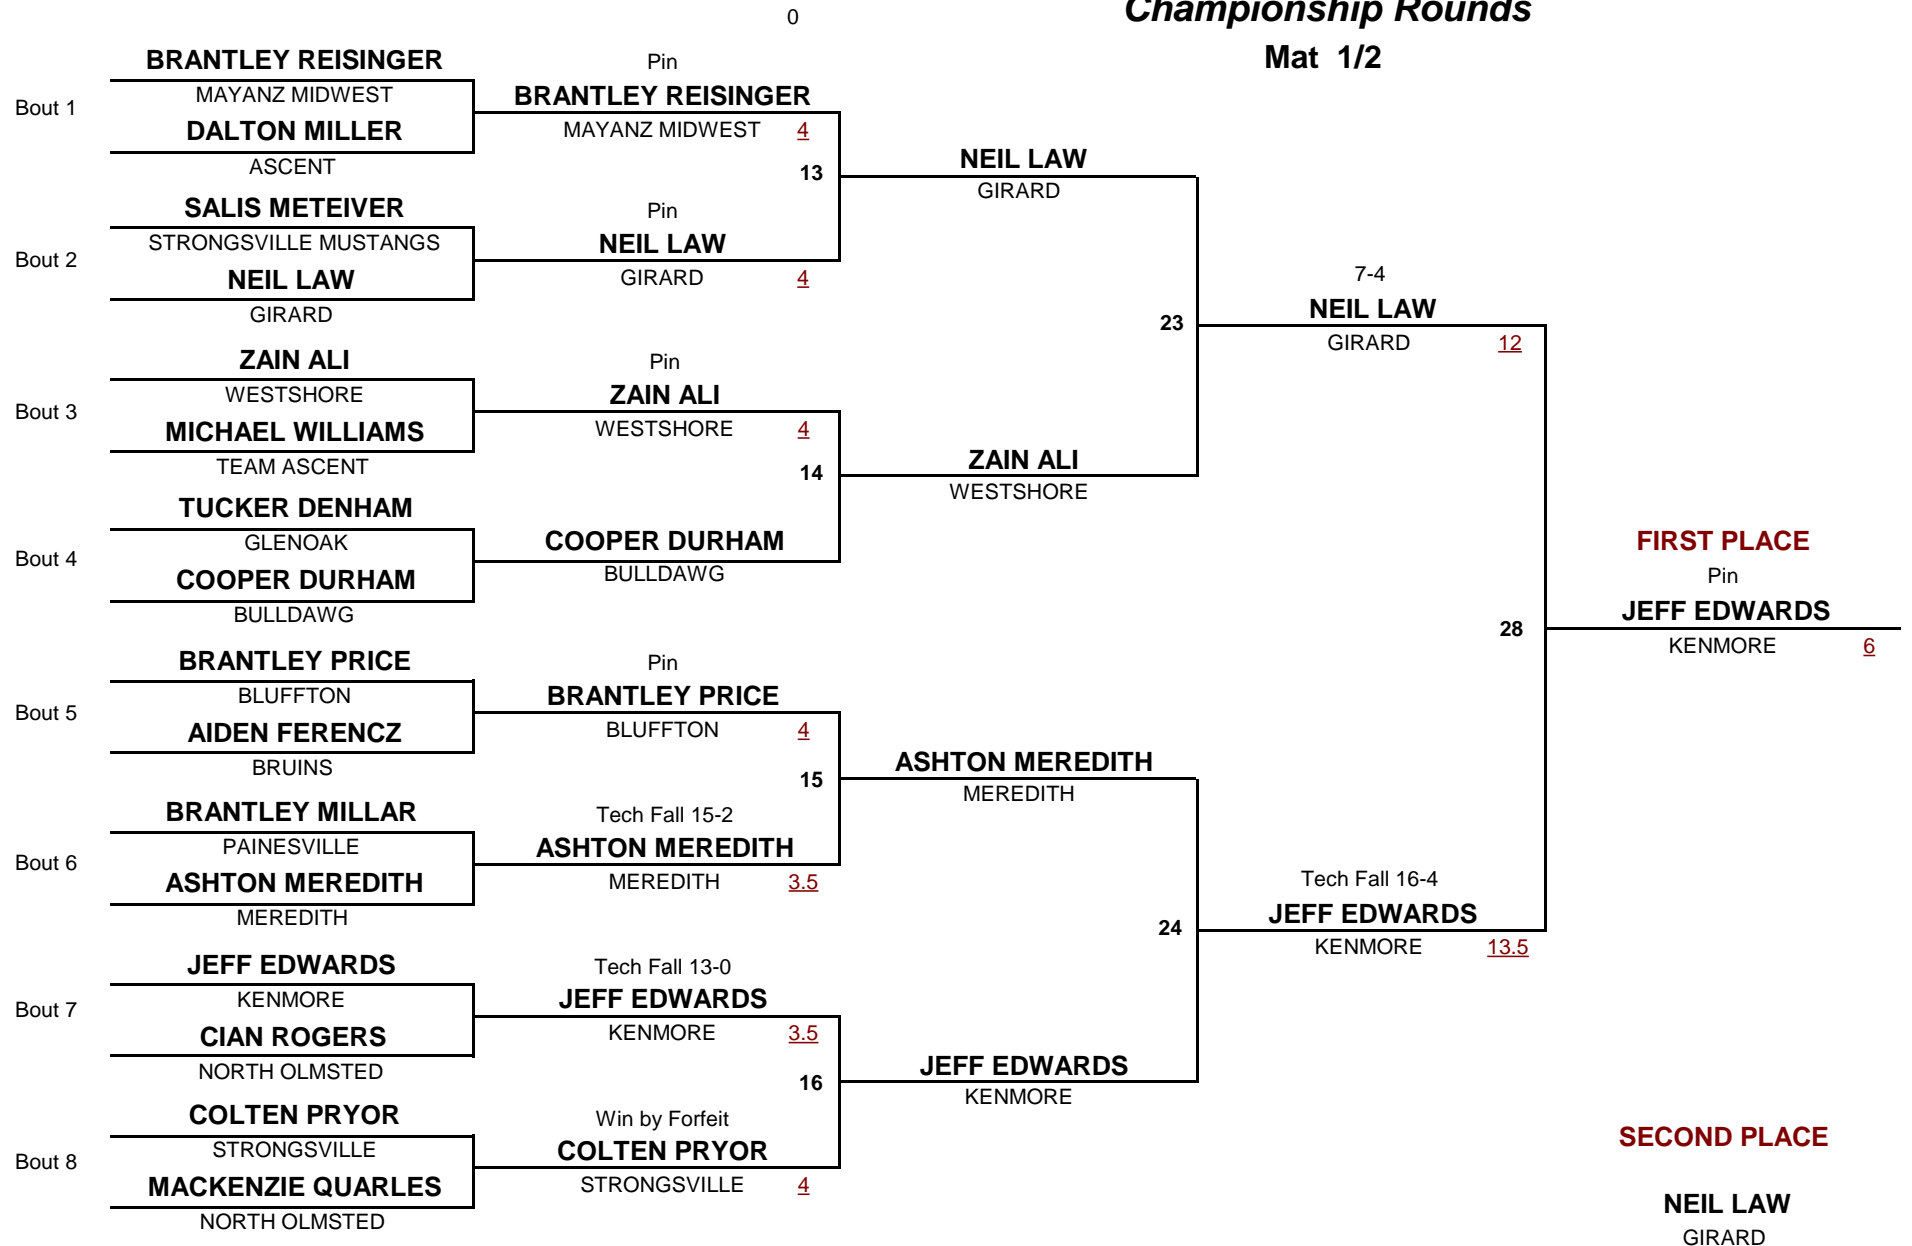 0
Championship Rounds
Mat 1/2
BRANTLEY REISINGER
MAYANZ MIDWEST
Bout 1
DALTON MILLER
ASCENT
SALIS METEIVER
STRONGSVILLE MUSTANGS
Bout 2
NEIL LAW
GIRARD
ZAIN ALI
WESTSHORE
Bout 3
MICHAEL WILLIAMS
TEAM ASCENT
TUCKER DENHAM
GLENOAK
Bout 4
COOPER DURHAM
BULLDAWG
BRANTLEY PRICE
BLUFFTON
Bout 5
AIDEN FERENCZ
BRUINS
BRANTLEY MILLAR
PAINESVILLE
Bout 6
ASHTON MEREDITH
MEREDITH
JEFF EDWARDS
KENMORE
Bout 7
CIAN ROGERS
NORTH OLMSTED
COLTEN PRYOR
STRONGSVILLE
Bout 8
MACKENZIE QUARLES
NORTH OLMSTED
Pin
BRANTLEY REISINGER
MAYANZ MIDWEST 4
13
Pin
NEIL LAW
GIRARD 4
Pin
ZAIN ALI
WESTSHORE 4
14
COOPER DURHAM
BULLDAWG
Pin
BRANTLEY PRICE
BLUFFTON 4
15
Tech Fall 15-2
ASHTON MEREDITH
MEREDITH 3.5
Tech Fall 13-0
JEFF EDWARDS
KENMORE 3.5
16
Win by Forfeit
COLTEN PRYOR
STRONGSVILLE 4
NEIL LAW
GIRARD
23
ZAIN ALI
WESTSHORE
ASHTON MEREDITH
MEREDITH
24
JEFF EDWARDS
KENMORE
7-4
NEIL LAW
GIRARD 12
28
Tech Fall 16-4
JEFF EDWARDS
KENMORE 13.5
FIRST PLACE
Pin
JEFF EDWARDS
KENMORE 6
SECOND PLACE
NEIL LAW
GIRARD